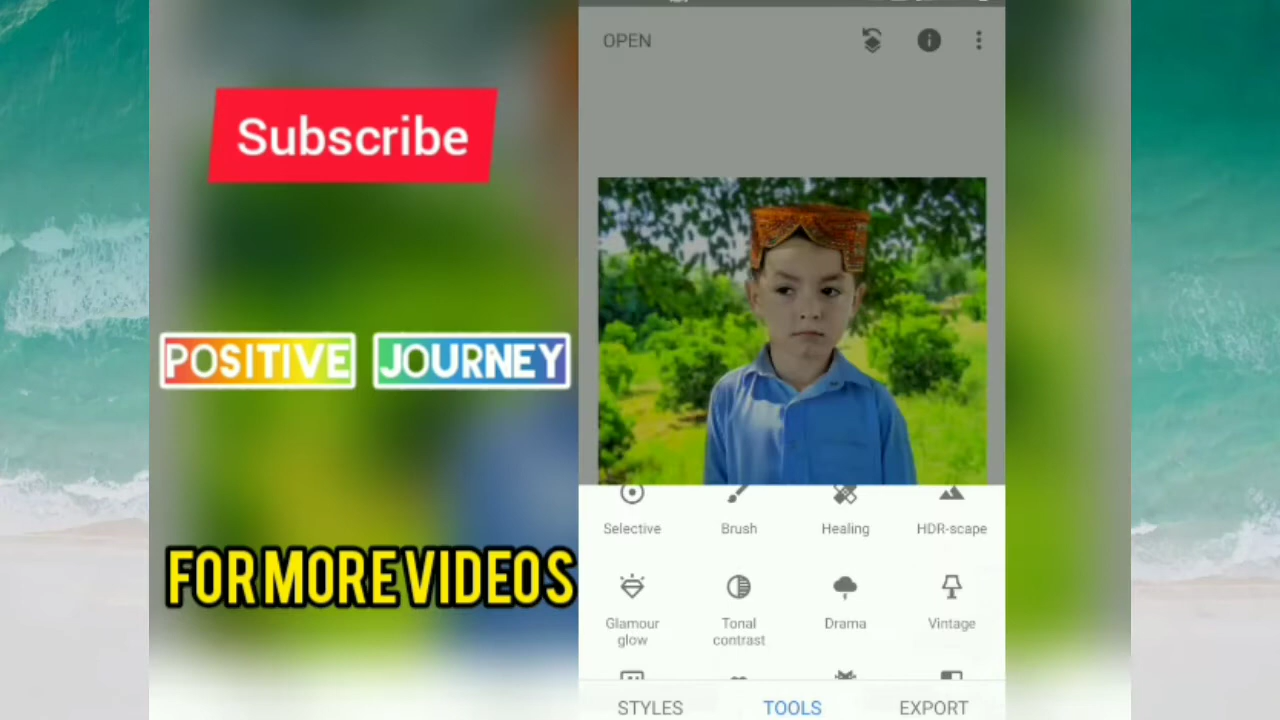 Subscribe
POSITIVE JOURNEY
FOR MORE VIDEOS
OPEN
Selective Brush Healing HDR-scape
Glamour glow
Tonal contrast
Drama
Vintage
STYLES TOOLS EXPORT